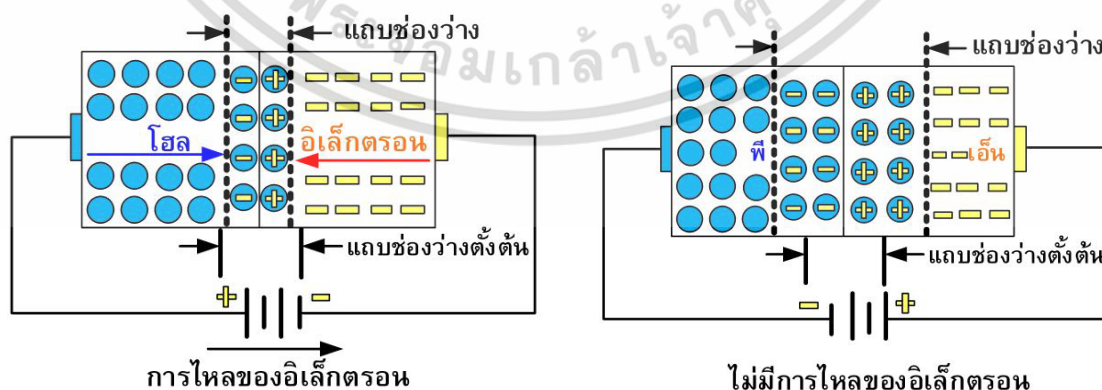 แถบช่องว่าง
โฮล
อิเล็กตรอน
แถบช่องว่างตั้งต้น
+ -
การไหลของอิเล็กตรอน
แถบช่องว่าง
พี
เอ็น
แถบช่องว่างตั้งต้น
- +
ไม่มีการไหลของอิเล็กตรอน